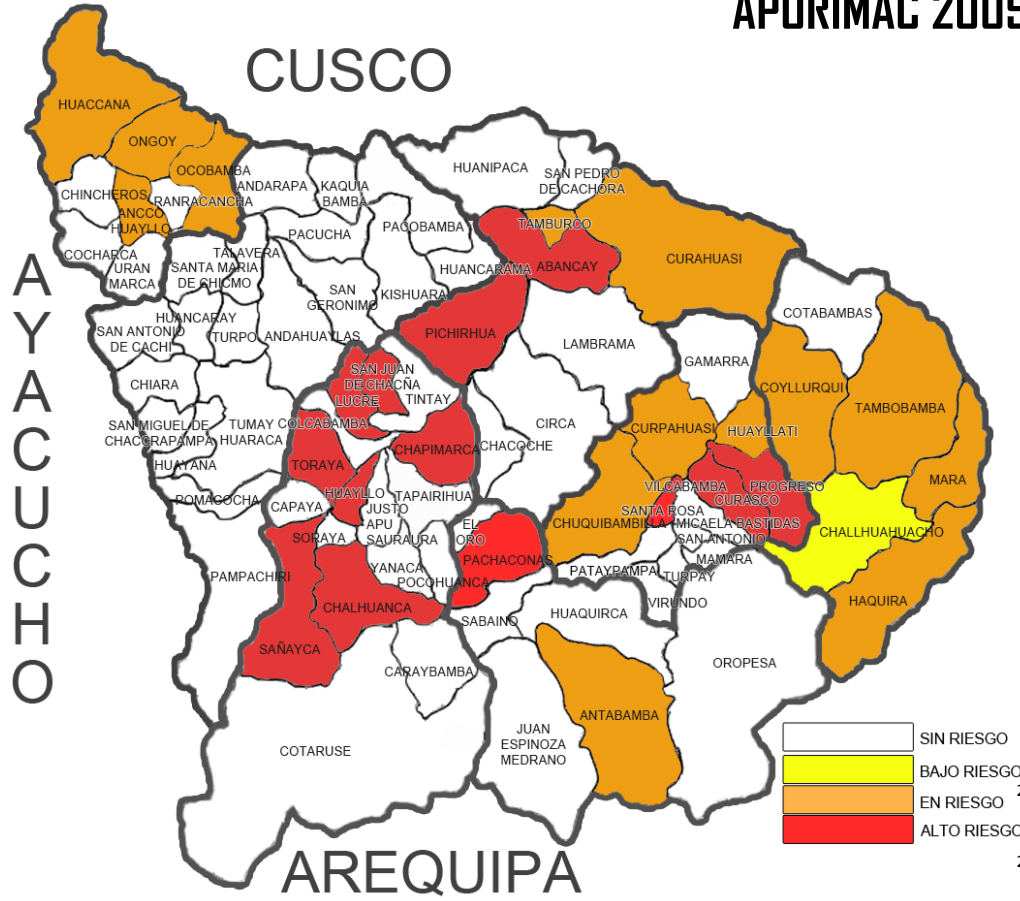 APURIMAC 2009
CUSCO
AYACUCHO
AREQUIPA
HUACCANA
ONGOY
OCOBAMBA
CHINCHEROS
RANRACANCHA
ANCCO
HUAYLLO
COCHARCA
URAN
MARCA
ANDARAPA
KAQUIA
BAMBA
PACUCHA
PACOBAMBA
TALAVERA
SANTA MARIA
DE CHICMO
SAN
GERONIMO
KISHUARA
HUANCARAMA
HUANCARAY
SAN ANTONIO
DE CACHI
TURPO
ANDAHUAYLAS
CHIARA
SAN MIGUEL DE
CHACCRAPAMPA
TUMAY
HUARACA
HUAYANA
POMACOCHA
PAMPACHIRI
HUANIPACA
SAN PEDRO
DE CACHORA
TAMBURCO
ABANCAY
CURAHUASI
PICHIRHUA
LAMBRAMA
CIRCA
CHACOCHE
SAN JUAN
DE CHACÑA
LUCRE
TINTAY
COLCABAMBA
TORAYA
CHAPIMARCA
CAPAYA
HUAYLLO
TAPAIRIHUA
JUSTO
APU
SAURAURA
SORAYA
YANACA
POCOHUANCA
CHALHUANCA
SAÑAYCA
CARAYBAMBA
COTARUSE
EL
ORO
PACHACONAS
SABAINO
HUAQUIRCA
JUAN
ESPINOZA
MEDRANO
ANTABAMBA
OROPESA
COTABAMBAS
GAMARRA
COYLLURQUI
TAMBOBAMBA
CURPAHUASI
HUAYLLATI
MARA
VILCABAMBA
PROGRESO
CURASCO
SANTA ROSA
CHUQUIBAMBILLA
MICAELA BASTIDAS
SAN ANTONIO
MAMARA
PATAYPAMPA
TURPAY
VIRUNDO
CHALLHUAHUACHO
HAQUIRA
SIN RIESGO
BAJO RIESGO
2
EN RIESGO
ALTO RIESGO
2